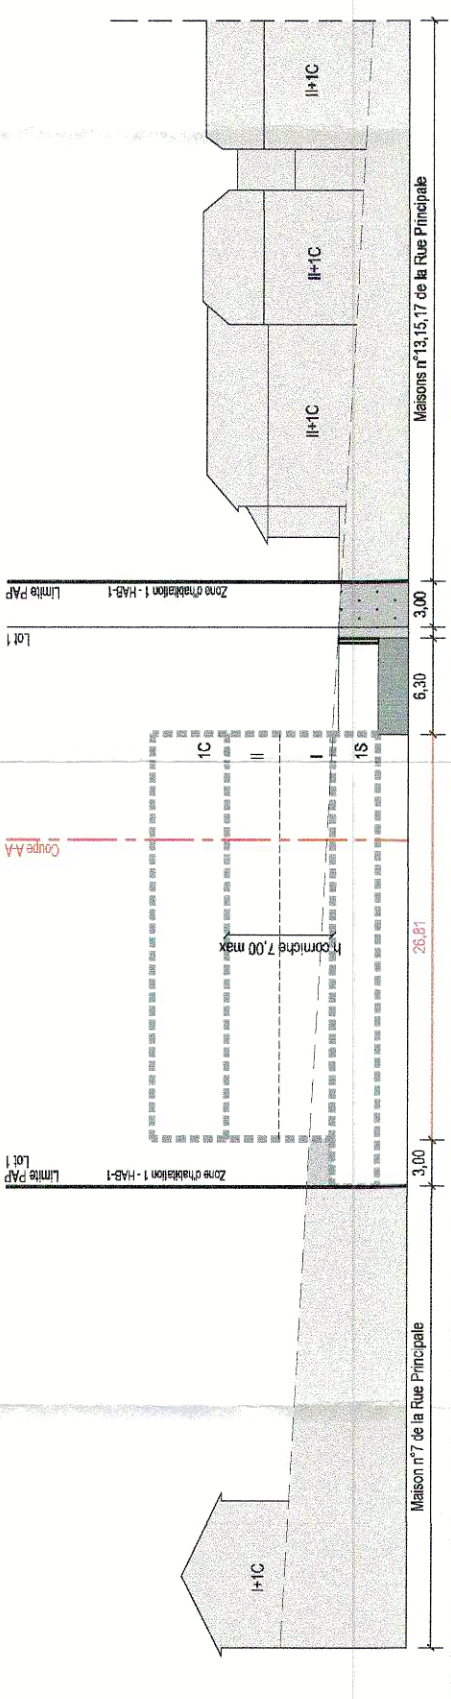 I+1C
Maison n°7 de la Rue Principale
Limite PAP
Lot 1
Zone d'habitation 1 - HAB-1
3,00
h corniche 7,00 max
26,81
Coupe A-A
1C
II
I
1S
6,30
Lot 1
Limite PAP
Zone d'habitation 1 - HAB-1
3,00
II+1C
II+1C
II+1C
Maisons n°13,15,17 de la Rue Principale